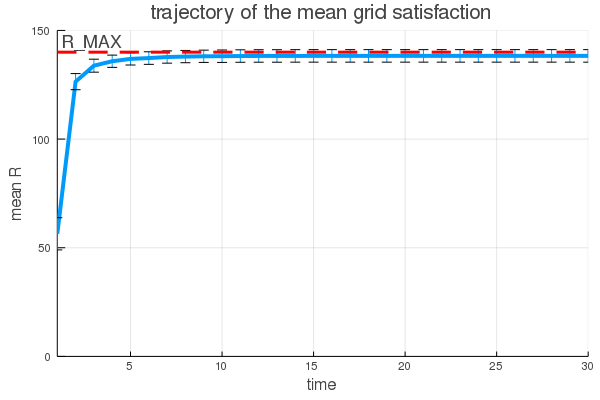 trajectory of the mean grid satisfaction
R_MAX
150
100
50
0
mean R
5 10 15 20 25 30
time